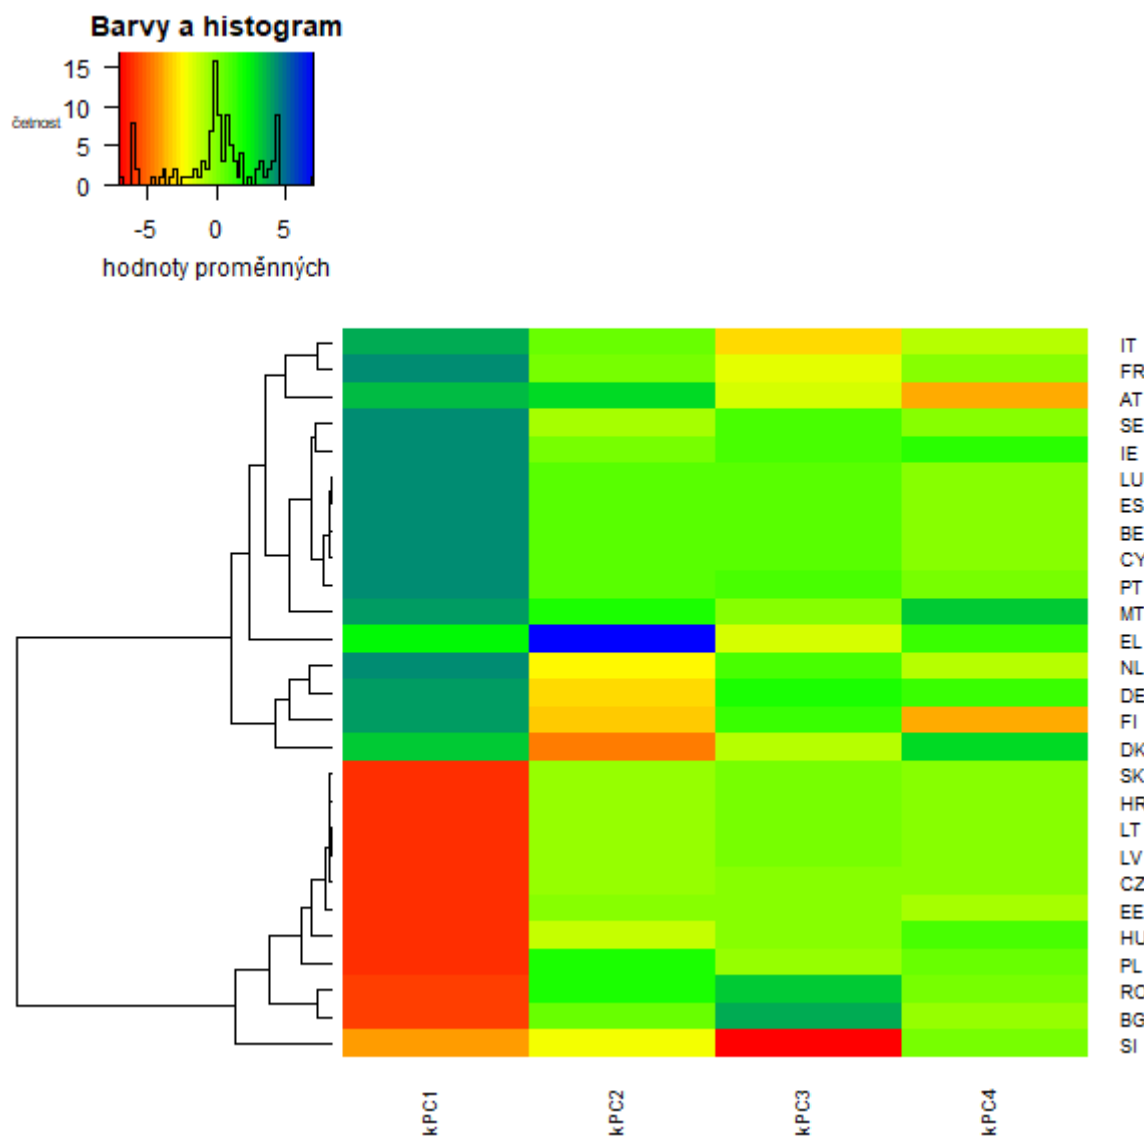 Barvy a histogram
15
10
5
0
četnost
-5 0 5
hodnoty proměnných
IT
FR
AT
SE
IE
LU
ES
BE
CY
PT
MT
EL
NL
DE
FI
DK
SK
HR
LT
LV
CZ
EE
HU
PL
RO
BG
SI
kPC1 kPC2 kPC3 kPC4